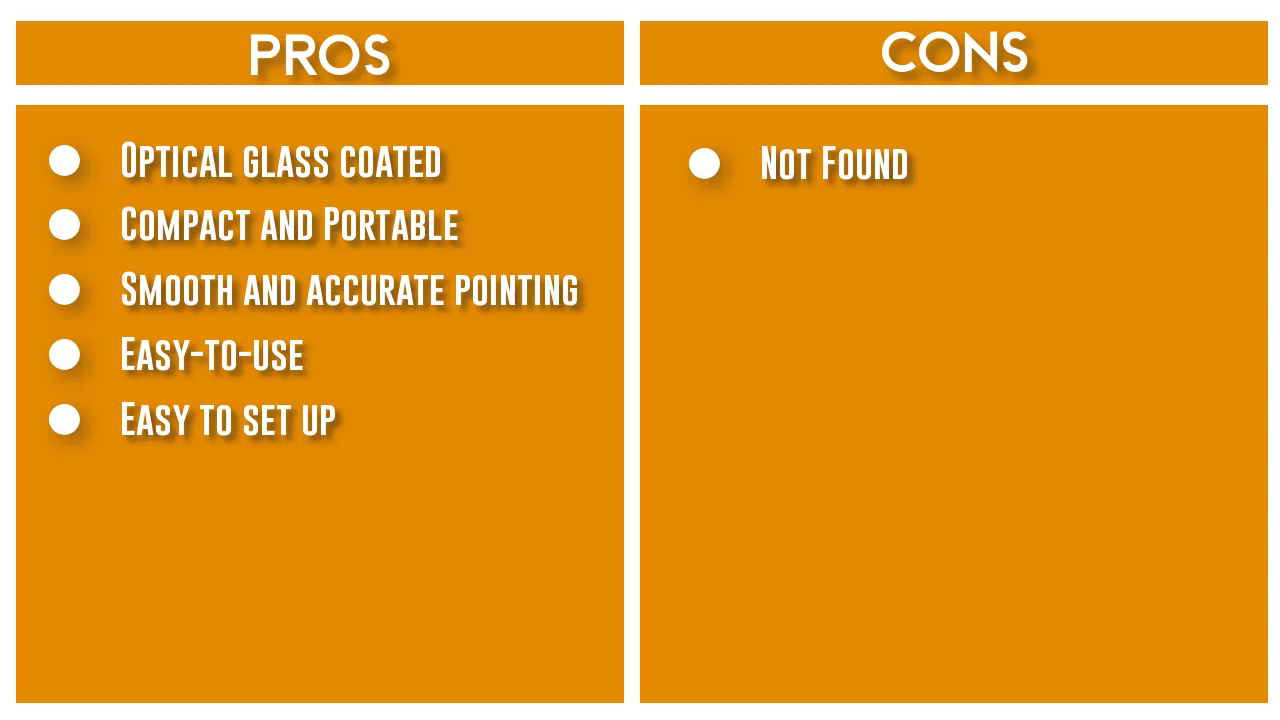 PROS
Optical glass coated
Compact and Portable
Smooth and accurate pointing
Easy-to-use
Easy to set up
CONS
Not Found